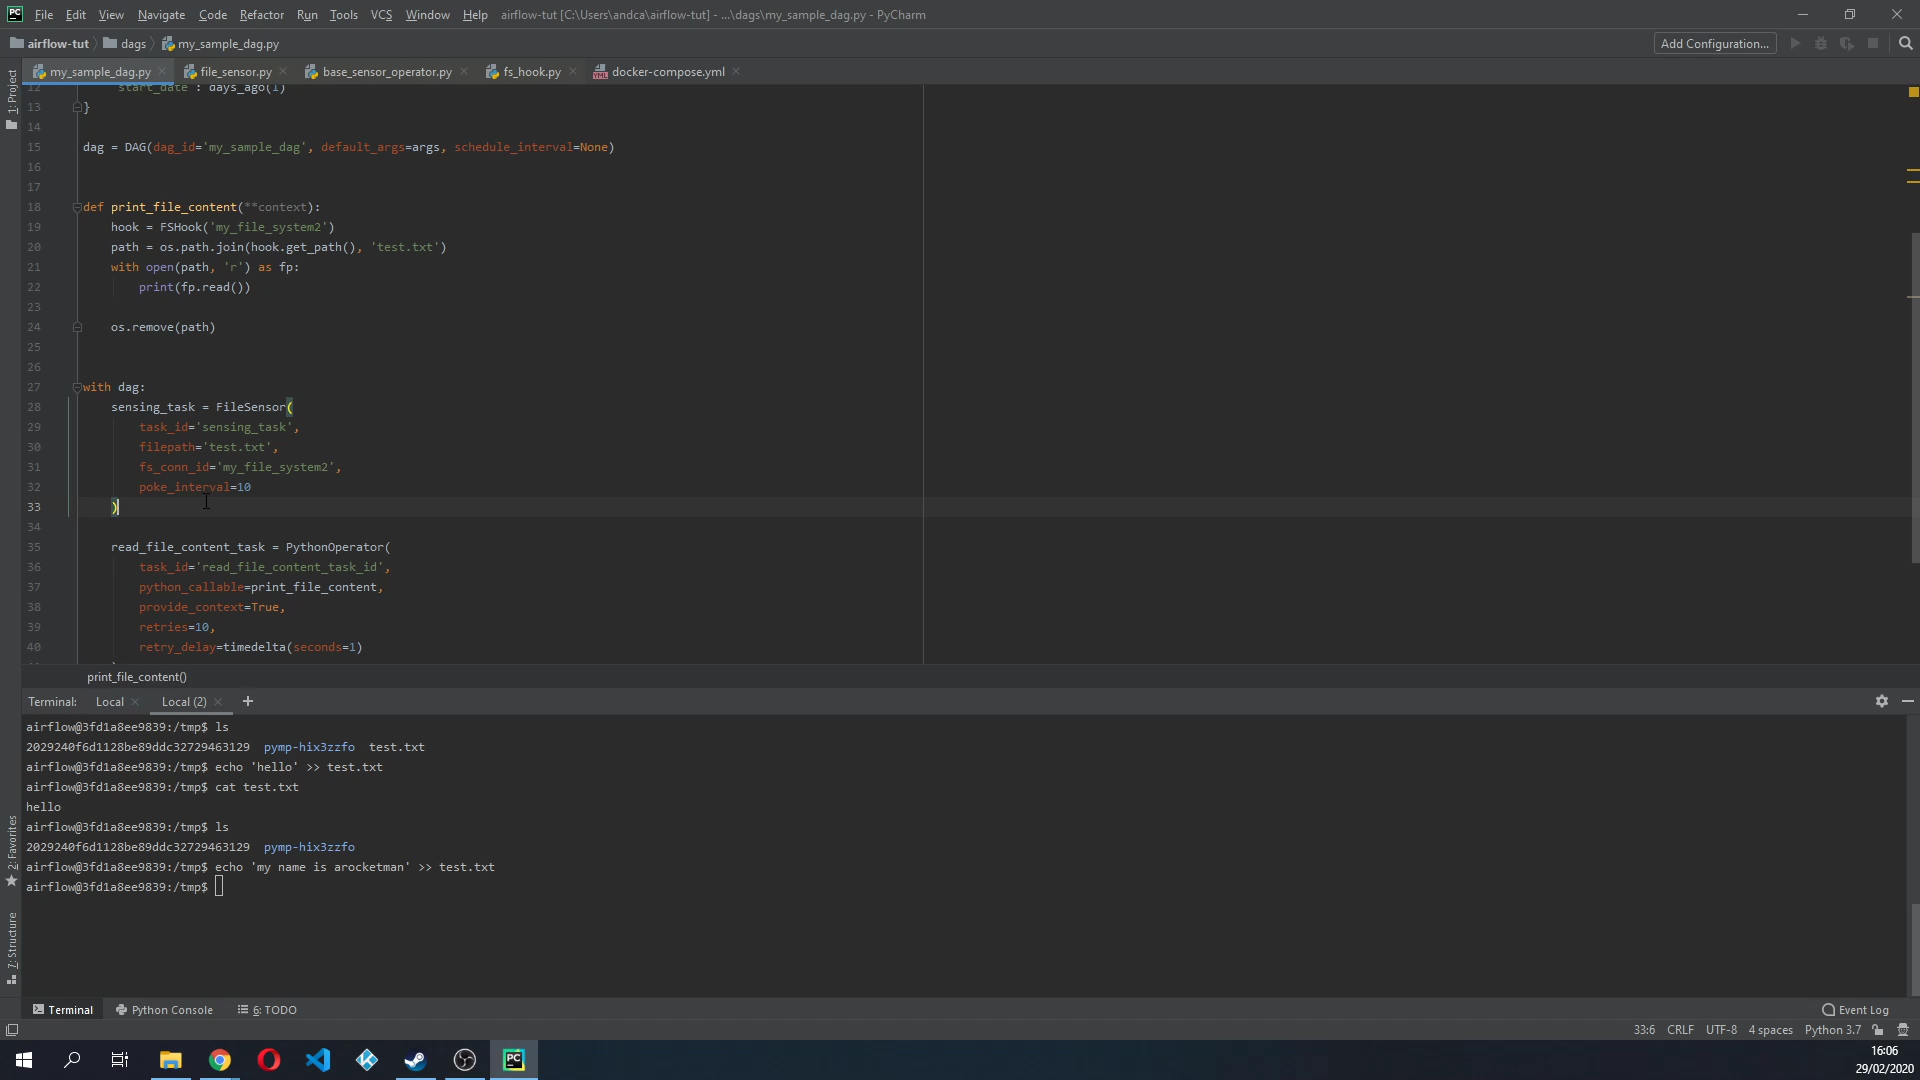 PC File Edit View Navigate Code Refactor Run Tools VCS Window Help airflow-tut [C:\Users\andca\airflow-tut] - ...\dags\my_sample_dag.py - PyCharm
airflow-tut dags my_sample_dag.py Add Configuration...
my_sample_dag.py file_sensor.py base_sensor_operator.py fs_hook.py docker-compose.yml
1: Project
12 'start_date': days_ago(1)
13 }
14
15 dag = DAG(dag_id='my_sample_dag', default_args=args, schedule_interval=None)
16
17
18 def print_file_content(**context):
19 hook = FSHook('my_file_system2')
20 path = os.path.join(hook.get_path(), 'test.txt')
21 with open(path, 'r') as fp:
22 print(fp.read())
23
24 os.remove(path)
25
26
27 with dag:
28 sensing_task = FileSensor(
29 task_id='sensing_task',
30 filepath='test.txt',
31 fs_conn_id='my_file_system2',
32 poke_interval=10
33 )
34
35 read_file_content_task = PythonOperator(
36 task_id='read_file_content_task_id',
37 python_callable=print_file_content,
38 provide_context=True,
39 retries=10,
40 retry_delay=timedelta(seconds=1)
print_file_content()
Terminal: Local Local (2) +
airflow@3fd1a8ee9839:/tmp$ ls
2029240f6d1128be89ddc32729463129 pymp-hix3zzfo test.txt
airflow@3fd1a8ee9839:/tmp$ echo 'hello' >> test.txt
airflow@3fd1a8ee9839:/tmp$ cat test.txt
hello
airflow@3fd1a8ee9839:/tmp$ ls
2029240f6d1128be89ddc32729463129 pymp-hix3zzfo
airflow@3fd1a8ee9839:/tmp$ echo 'my name is arocketman' >> test.txt
airflow@3fd1a8ee9839:/tmp$
2: Favorites
7: Structure
Terminal Python Console 6: TODO Event Log
33:6 CRLF UTF-8 4 spaces Python 3.7
PC
16:06
29/02/2020